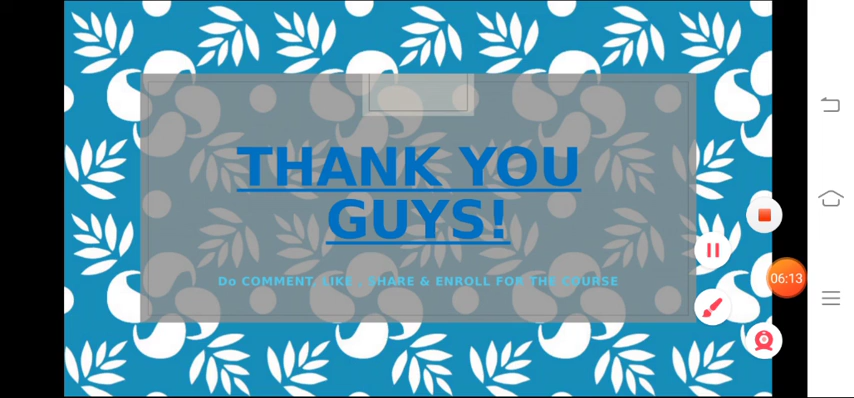 THANK YOU
GUYS!
Do COMMENT, LIKE , SHARE & ENROLL FOR THE COURSE
06:13